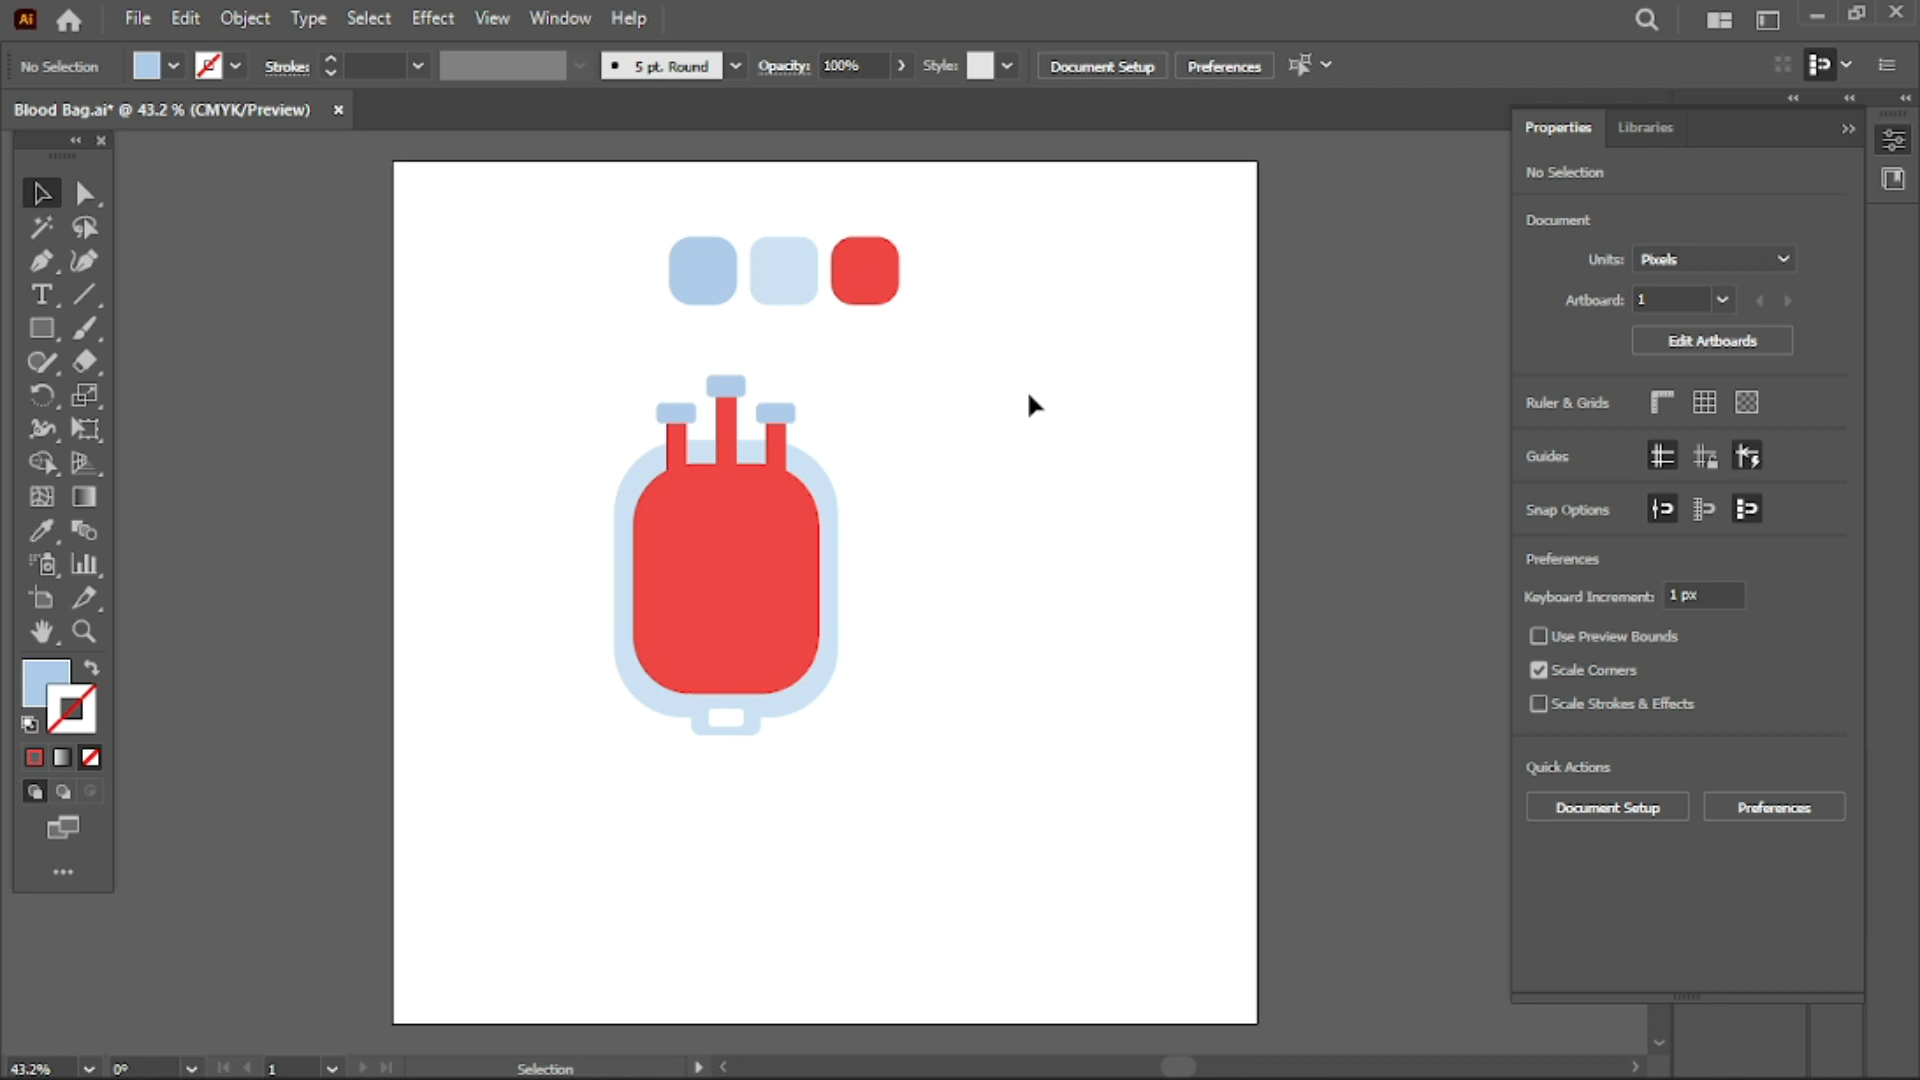 Ai File Edit Object Type Select Effect View Window Help
No Selection Stroke: 5 pt. Round Opacity: 100% Style: Document Setup Preferences
Blood Bag.ai* @ 43.2 % (CMYK/Preview)
Properties Libraries
No Selection
Document
Units: Pixels
Artboard: 1
Edit Artboards
Ruler & Grids
Guides
Snap Options
Preferences
Keyboard Increment: 1 px
Use Preview Bounds
Scale Corners
Scale Strokes & Effects
Quick Actions
Document Setup Preferences
43.2% 0° 1 Selection